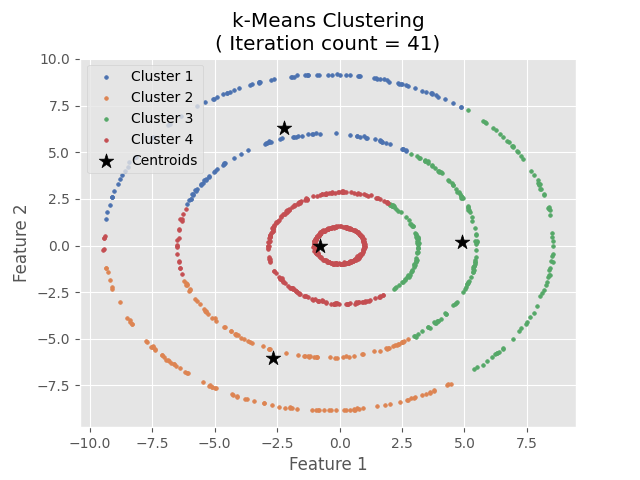 k-Means Clustering
( Iteration count = 41)
Cluster 1
Cluster 2
Cluster 3
Cluster 4
Centroids
10.0
7.5
5.0
2.5
0.0
−2.5
−5.0
−7.5
Feature 2
−10.0 −7.5 −5.0 −2.5 0.0 2.5 5.0 7.5
Feature 1